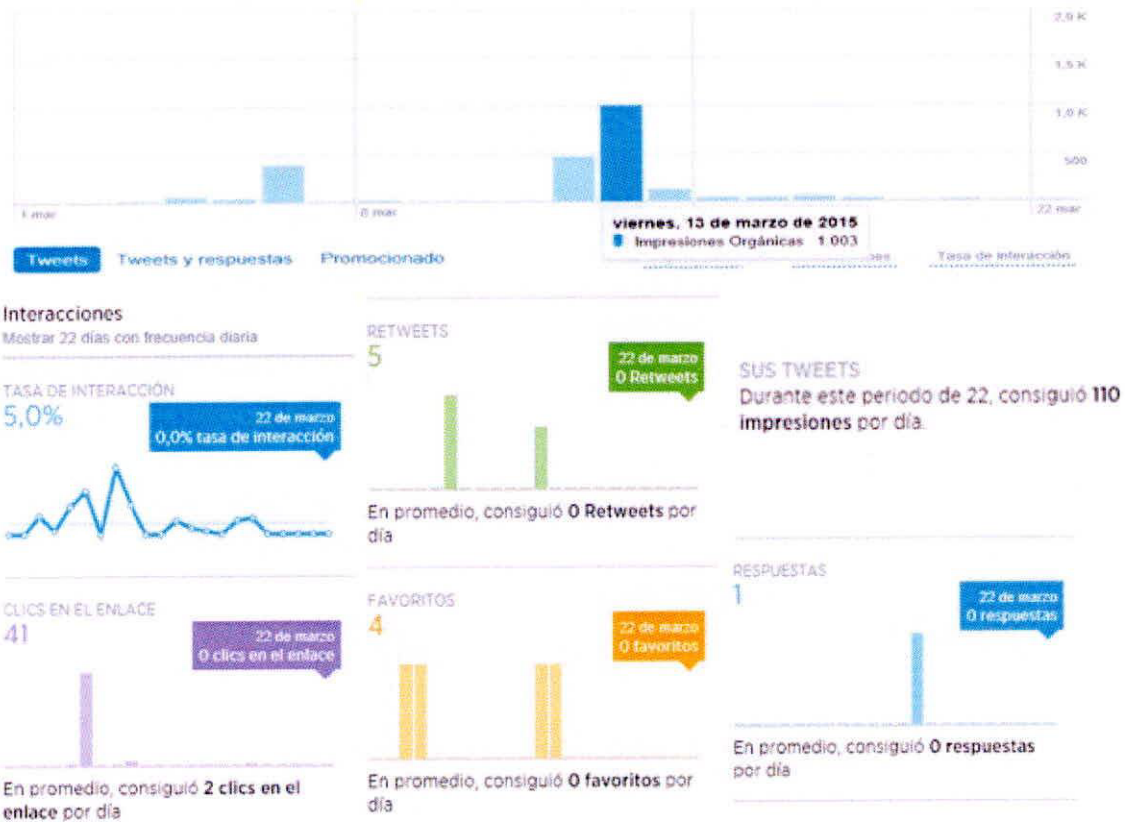 2,0 K
1,5 K
1,0 K
500
1 mar
8 mar
22 mar
viernes, 13 de marzo de 2015
Impresiones Orgánicas 1 003
Tweets Tweets y respuestas Promocionado
Tasa de interacción
Interacciones
Mostrar 22 días con frecuencia diaria
TASA DE INTERACCIÓN
5,0%
22 de marzo
0,0% tasa de interacción
RETWEETS
5
22 de marzo
0 Retweets
En promedio, consiguió 0 Retweets por
día
SUS TWEETS
Durante este periodo de 22, consiguió 110
impresiones por día.
CLICS EN EL ENLACE
41
22 de marzo
0 clics en el enlace
En promedio, consiguió 2 clics en el
enlace por día
FAVORITOS
4
22 de marzo
0 favoritos
En promedio, consiguió 0 favoritos por
día
RESPUESTAS
1
22 de marzo
0 respuestas
En promedio, consiguió 0 respuestas
por día